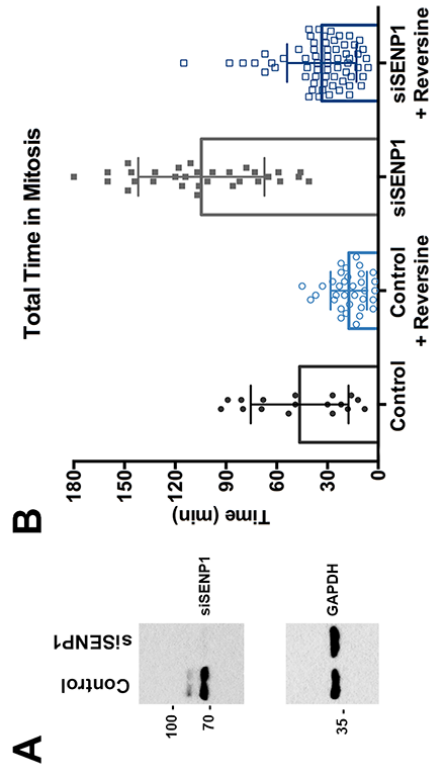 A
Control
siSENP1
100 -
70 -
siSENP1
35 -
GAPDH
B
Total Time in Mitosis
Time (min)
180
150
120
90
60
30
0
Control
Control
+ Reversine
siSENP1
siSENP1
+ Reversine